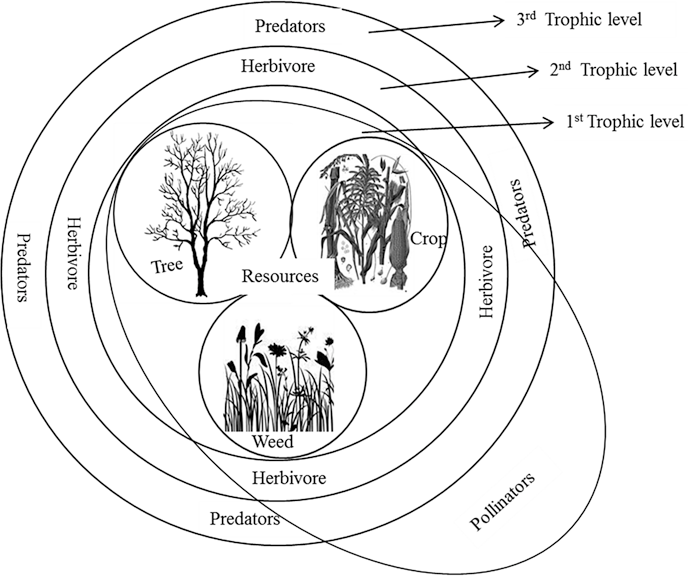 Predators
3rd Trophic level
Herbivore
2nd Trophic level
1st Trophic level
Predators
Herbivore
Tree
Resources
Crop
Herbivore
Predators
Weed
Herbivore
Predators
Pollinators